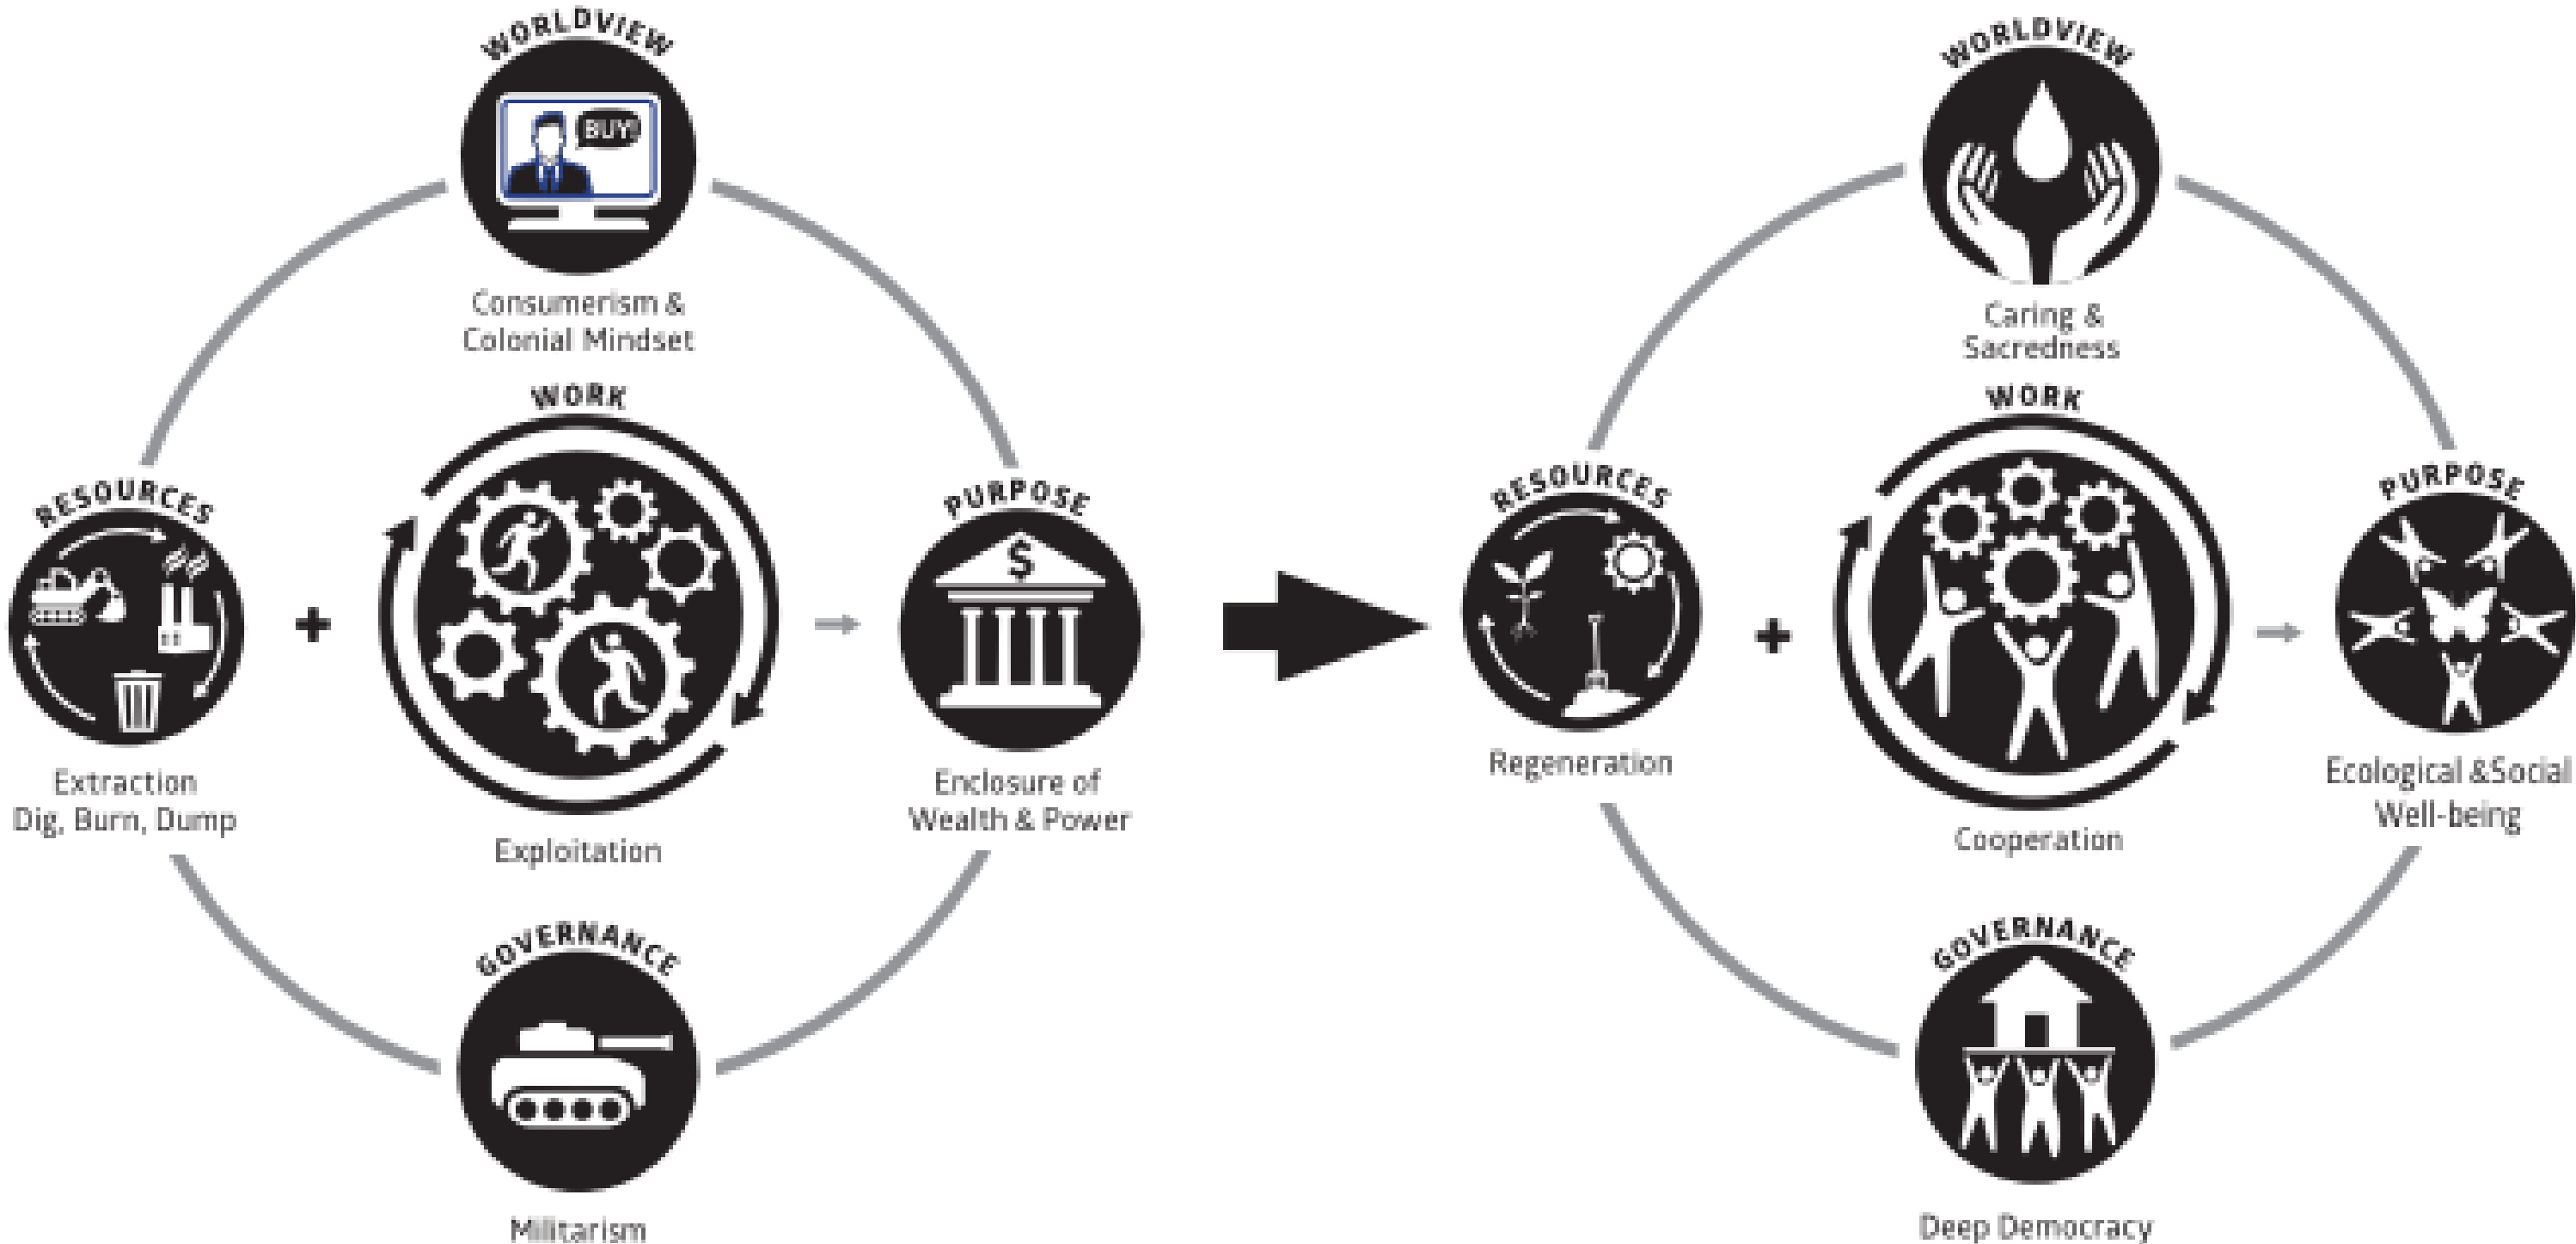 WORLDVIEW
BUY!
Consumerism &
Colonial Mindset
WORK
Exploitation
RESOURCES
Extraction
Dig, Burn, Dump
+
PURPOSE
$
Enclosure of
Wealth & Power
GOVERNANCE
Militarism
WORLDVIEW
Caring &
Sacredness
WORK
Cooperation
RESOURCES
Regeneration
+
PURPOSE
Ecological &Social
Well-being
GOVERNANCE
Deep Democracy